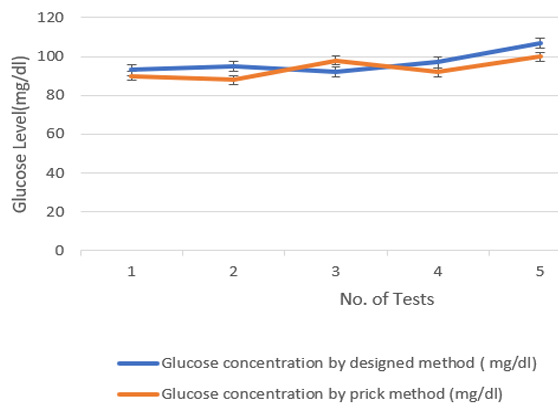 120
100
80
60
40
20
0
Glucose Level(mg/dl)
1 2 3 4 5
No. of Tests
Glucose concentration by designed method ( mg/dl)
Glucose concentration by prick method (mg/dl)